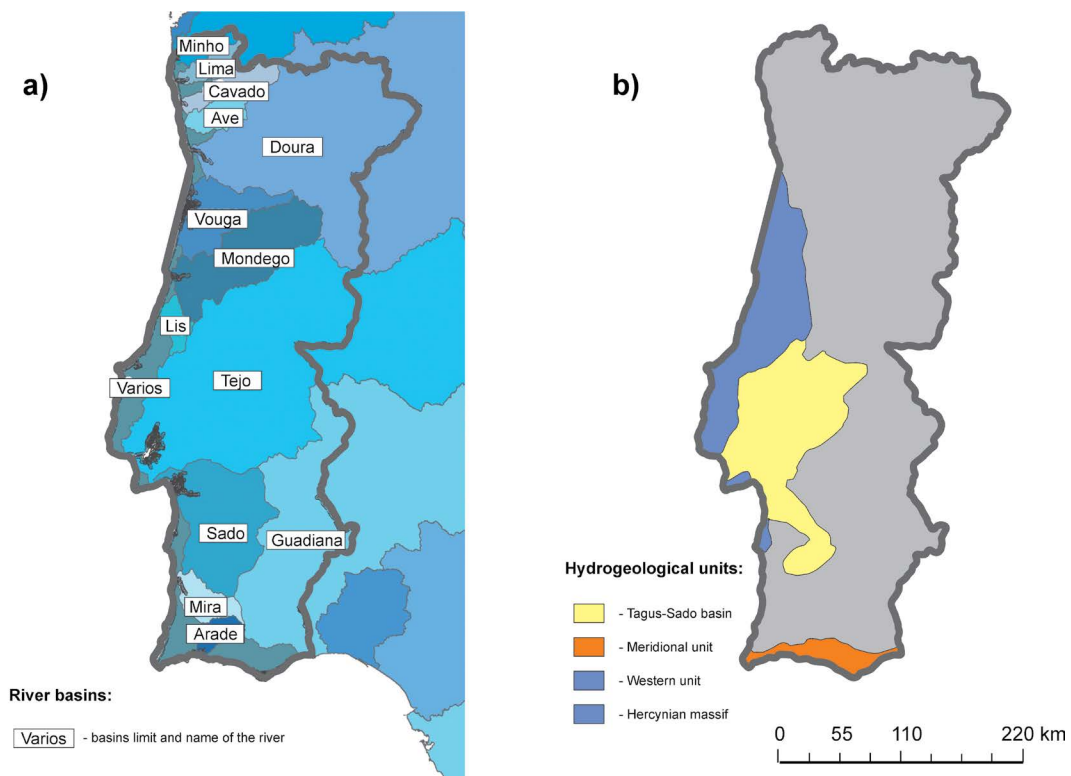 a)
Minho
Lima
Cavado
Ave
Doura
Vouga
Mondego
Lis
Varios
Tejo
Sado
Guadiana
Mira
Arade
River basins:
Varios - basins limit and name of the river
b)
Hydrogeological units:
- Tagus-Sado basin
- Meridional unit
- Western unit
- Hercynian massif
0 55 110 220 km